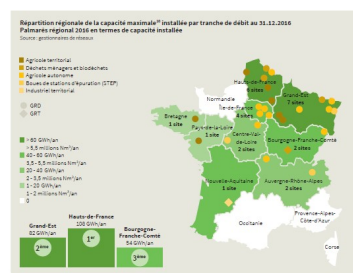 Répartition régionale de la capacité maximale²⁰ installée par tranche de débit au 31.12.2016
Palmarès régional 2016 en termes de capacité installée
Source : gestionnaires de réseaux
Agricole territorial
Déchets ménagers et biodéchets
Agricole autonome
Boues de stations d'épuration (STEP)
Industriel territorial
GRD
GRT
> 60 GWh/an
> 5,5 millions Nm³/an
40 - 60 GWh/an
3,5 - 5,5 millions Nm³/an
20 - 40 GWh/an
2 - 3,5 millions Nm³/an
1 - 20 GWh/an
1 - 2 millions Nm³/an
0
Hauts-de-France
6 sites
Normandie
Île-de-France
4 sites
Grand-Est
7 sites
Bretagne
1 site
Pays-de-la-Loire
1 site
Centre-Val-
de-Loire
2 sites
Bourgogne-Franche-Comté
2 sites
Nouvelle-Aquitaine
1 site
Auvergne-Rhône-Alpes
2 sites
Occitanie
Provence-Alpes-
Côte-d'Azur
Corse
Grand-Est
82 GWh/an
2ème
Hauts-de-France
108 GWh/an
1er
Bourgogne-
Franche-Comté
54 GWh/an
3ème